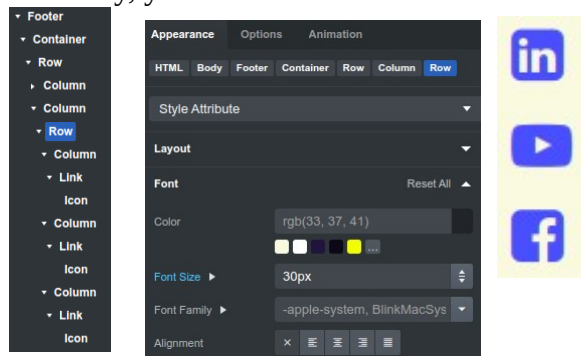 Footer
Container
Row
Column
Column
Row
Column
Link
Icon
Column
Link
Icon
Column
Link
Icon
Appearance Options Animation
HTML Body Footer Container Row Column Row
Style Attribute
Layout
Font Reset All
Color rgb(33, 37, 41)
...
Font Size 30px
Font Family -apple-system, BlinkMacSys
Alignment
in
f